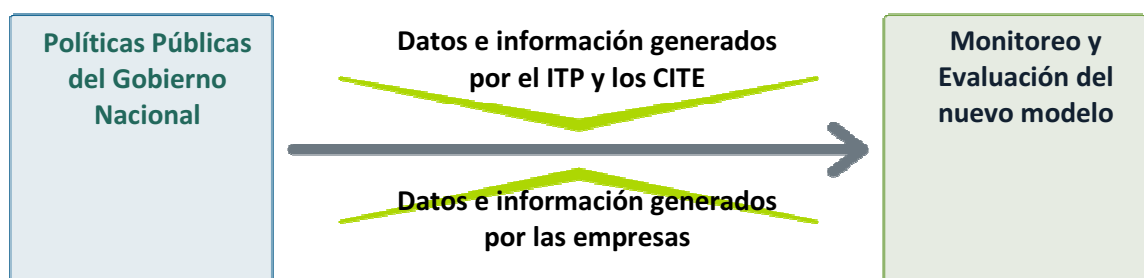 Políticas Públicas
del Gobierno
Nacional
Datos e información generados
por el ITP y los CITE
Datos e información generados
por las empresas
Monitoreo y
Evaluación del
nuevo modelo